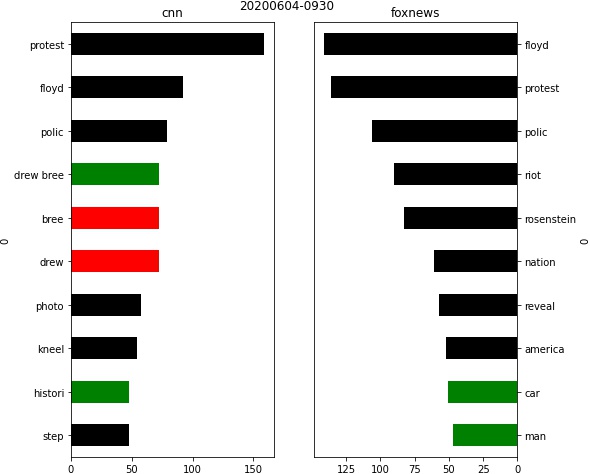 20200604-0930
cnn
foxnews
protest
floyd
polic
drew bree
bree
drew
photo
kneel
histori
step
0
0 50 100 150
floyd
protest
polic
riot
rosenstein
nation
reveal
america
car
man
0
125 100 75 50 25 0